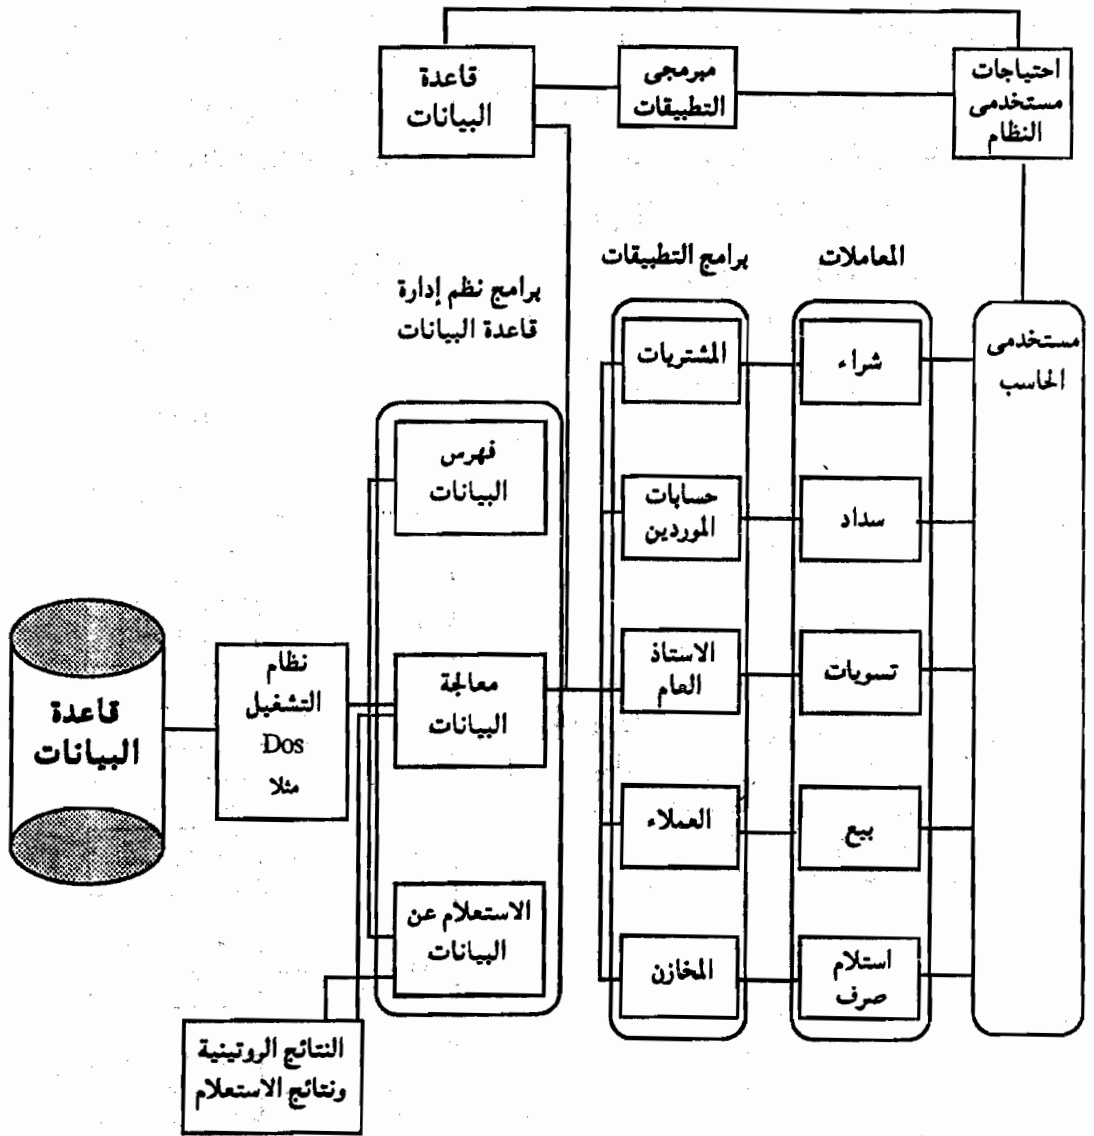 احتياجات
مستخدمى
النظام
مبرمجى
التطبيقات
قاعدة
البيانات
المعاملات
برامج التطبيقات
برامج نظم إدارة
قاعدة البيانات
مستخدمى
الحاسب
شراء
سداد
تسويات
بيع
استلام
صرف
المشتريات
حسابات
الموردين
الاستاذ
العام
العملاء
المخازن
فهرس
البيانات
معالجة
البيانات
الاستعلام عن
البيانات
نظام
التشغيل
Dos
مثلا
قاعدة
البيانات
النتائج الروتينية
ونتائج الاستعلام